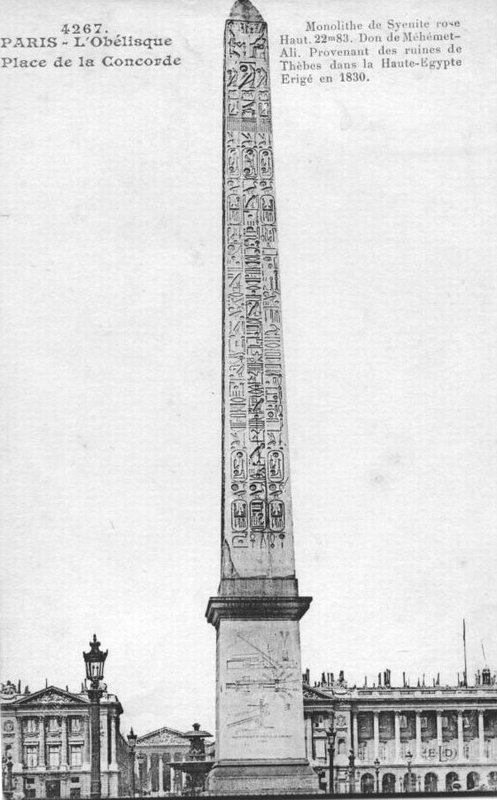 4267.
PARIS - L'Obélisque
Place de la Concorde
Monolithe de Syenite rose
Haut. 22m83. Don de Méhémet-
Ali. Provenant des ruines de
Thèbes dans la Haute-Egypte
Erigé en 1830.